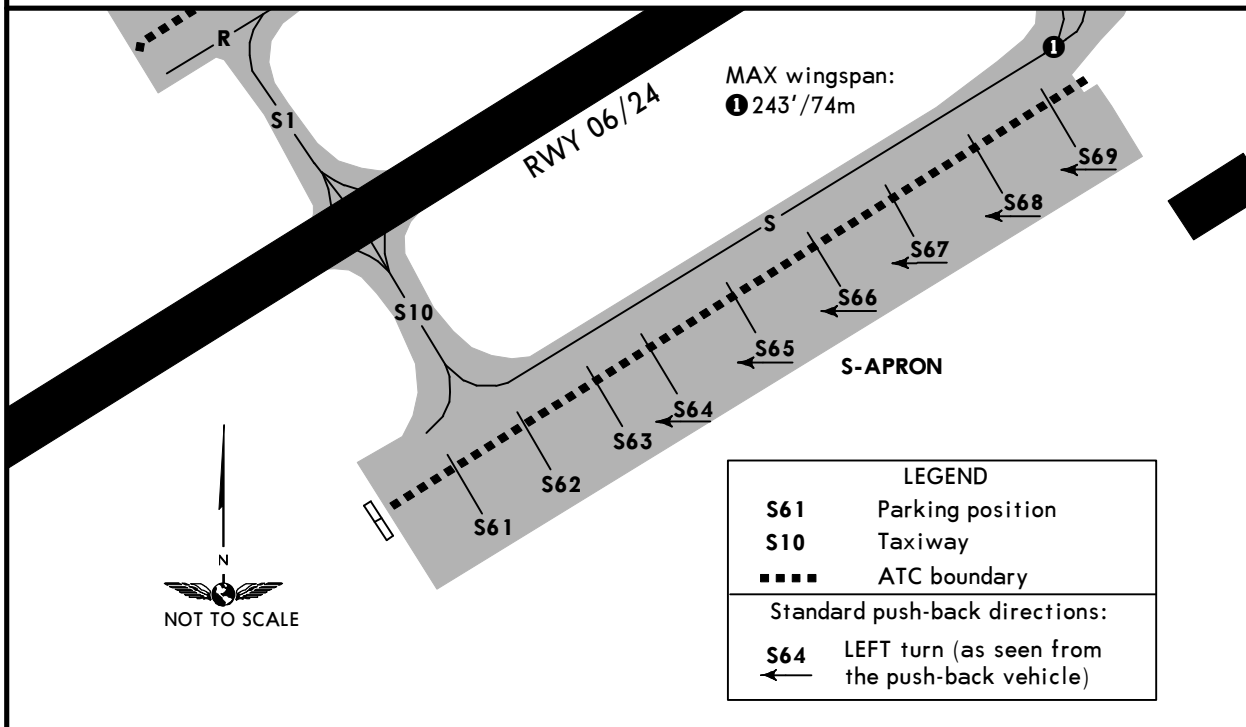 R
S1
RWY 06/24
MAX wingspan:
1 243'/74m
S69
S68
S
S67
S66
S10
S65
S-APRON
S64
S63
S62
S61
N
NOT TO SCALE
1
LEGEND
S61 Parking position
S10 Taxiway
ATC boundary
Standard push-back directions:
S64 LEFT turn (as seen from
the push-back vehicle)